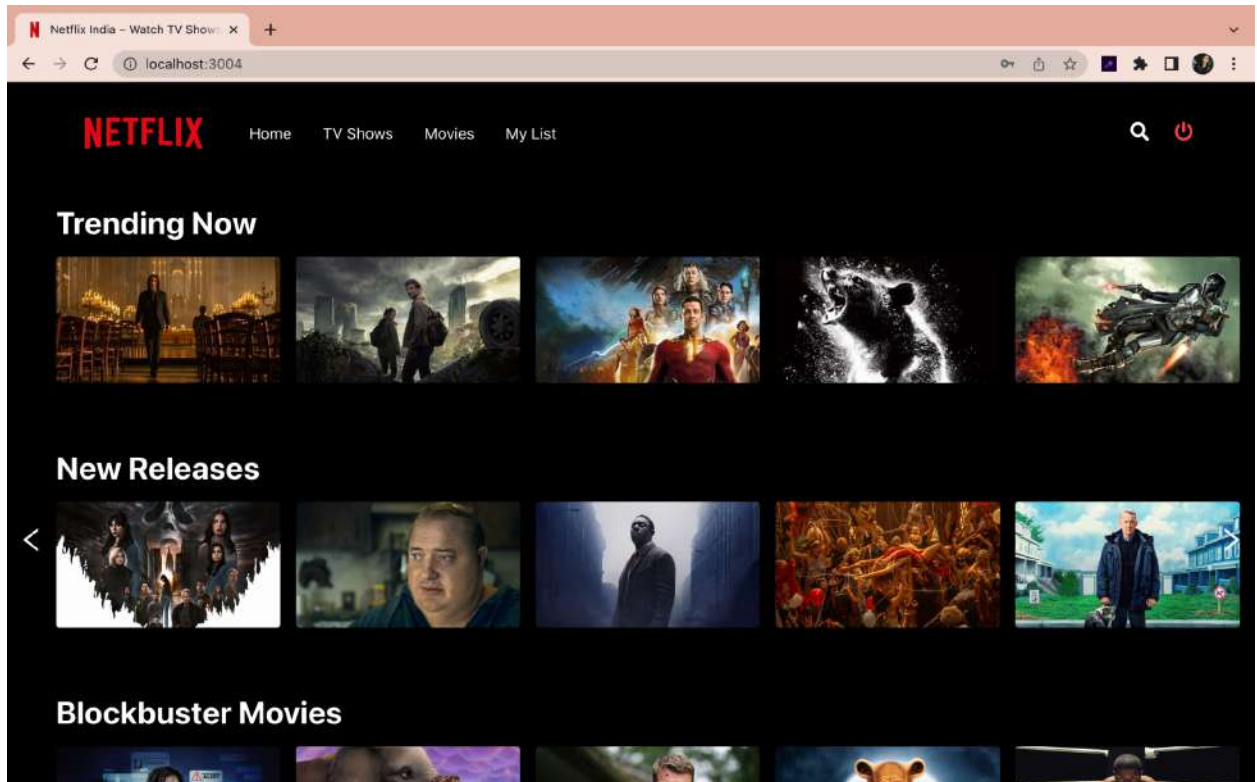 Netflix India – Watch TV Show
localhost:3004
NETFLIX Home TV Shows Movies My List
Trending Now
New Releases
Blockbuster Movies